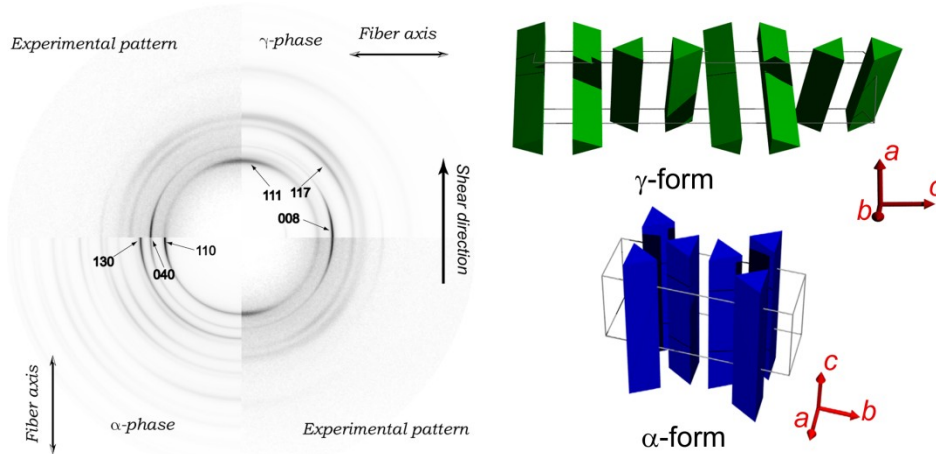 Experimental pattern
γ-phase
Fiber axis
111
117
008
Shear direction
130
040
110
Fiber axis
α-phase
Experimental pattern
γ-form
a
b
c
α-form
c
a
b